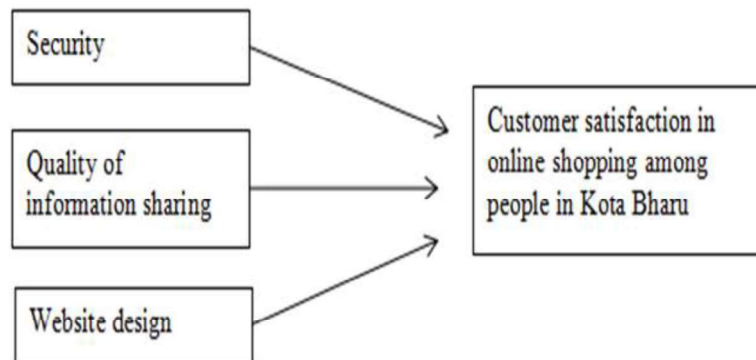 Security
Quality of
information sharing
Website design
Customer satisfaction in
online shopping among
people in Kota Bharu